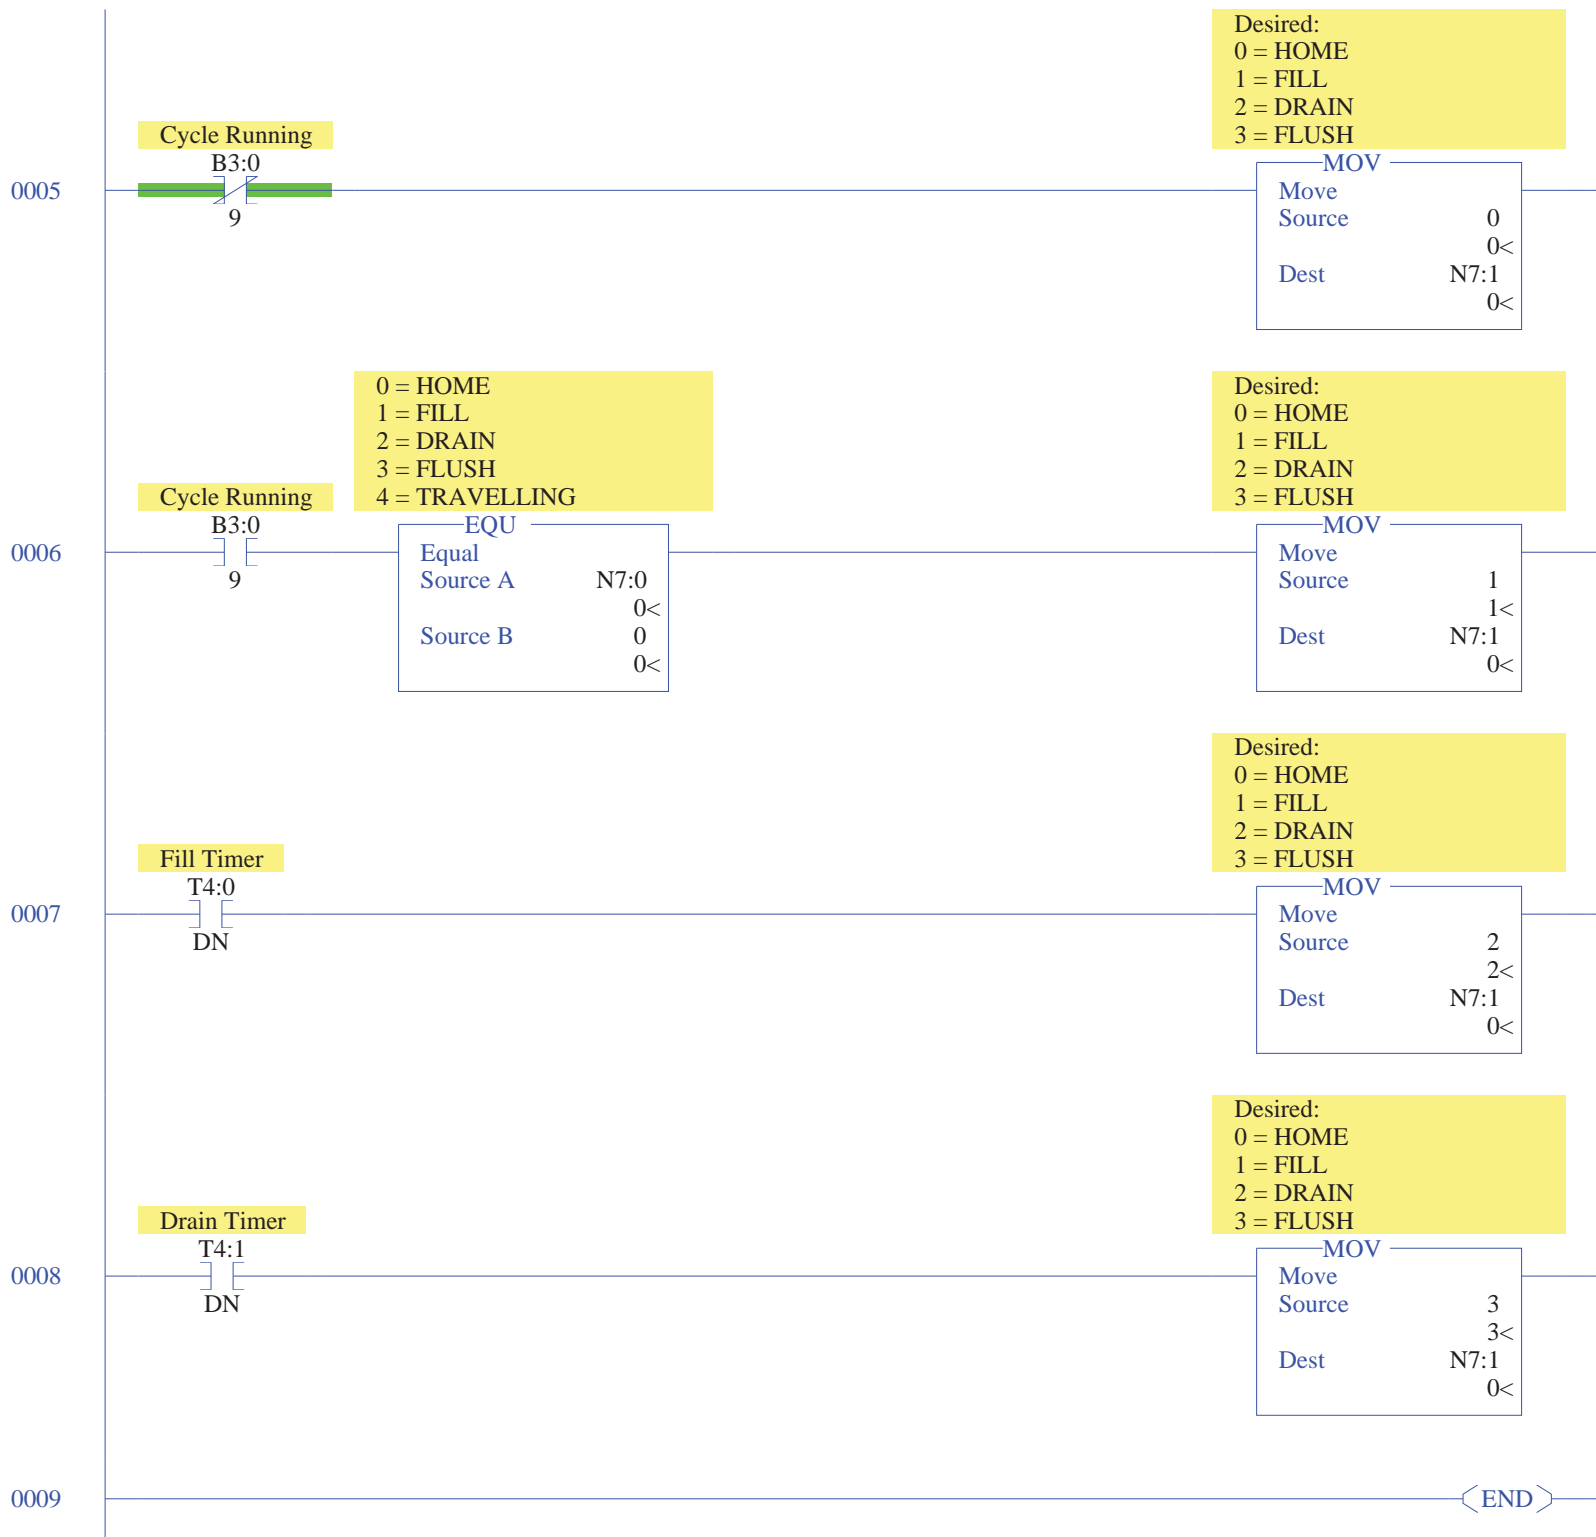 Desired:
0 = HOME
1 = FILL
2 = DRAIN
3 = FLUSH
Cycle Running
B3:0
9
0005
MOV
Move
Source 0
0<
Dest N7:1
0<
0 = HOME
1 = FILL
2 = DRAIN
3 = FLUSH
4 = TRAVELLING
Desired:
0 = HOME
1 = FILL
2 = DRAIN
3 = FLUSH
Cycle Running
B3:0
9
0006
EQU
Equal
Source A N7:0
0<
Source B 0
0<
MOV
Move
Source 1
1<
Dest N7:1
0<
Desired:
0 = HOME
1 = FILL
2 = DRAIN
3 = FLUSH
Fill Timer
T4:0
DN
0007
MOV
Move
Source 2
2<
Dest N7:1
0<
Desired:
0 = HOME
1 = FILL
2 = DRAIN
3 = FLUSH
Drain Timer
T4:1
DN
0008
MOV
Move
Source 3
3<
Dest N7:1
0<
0009
END